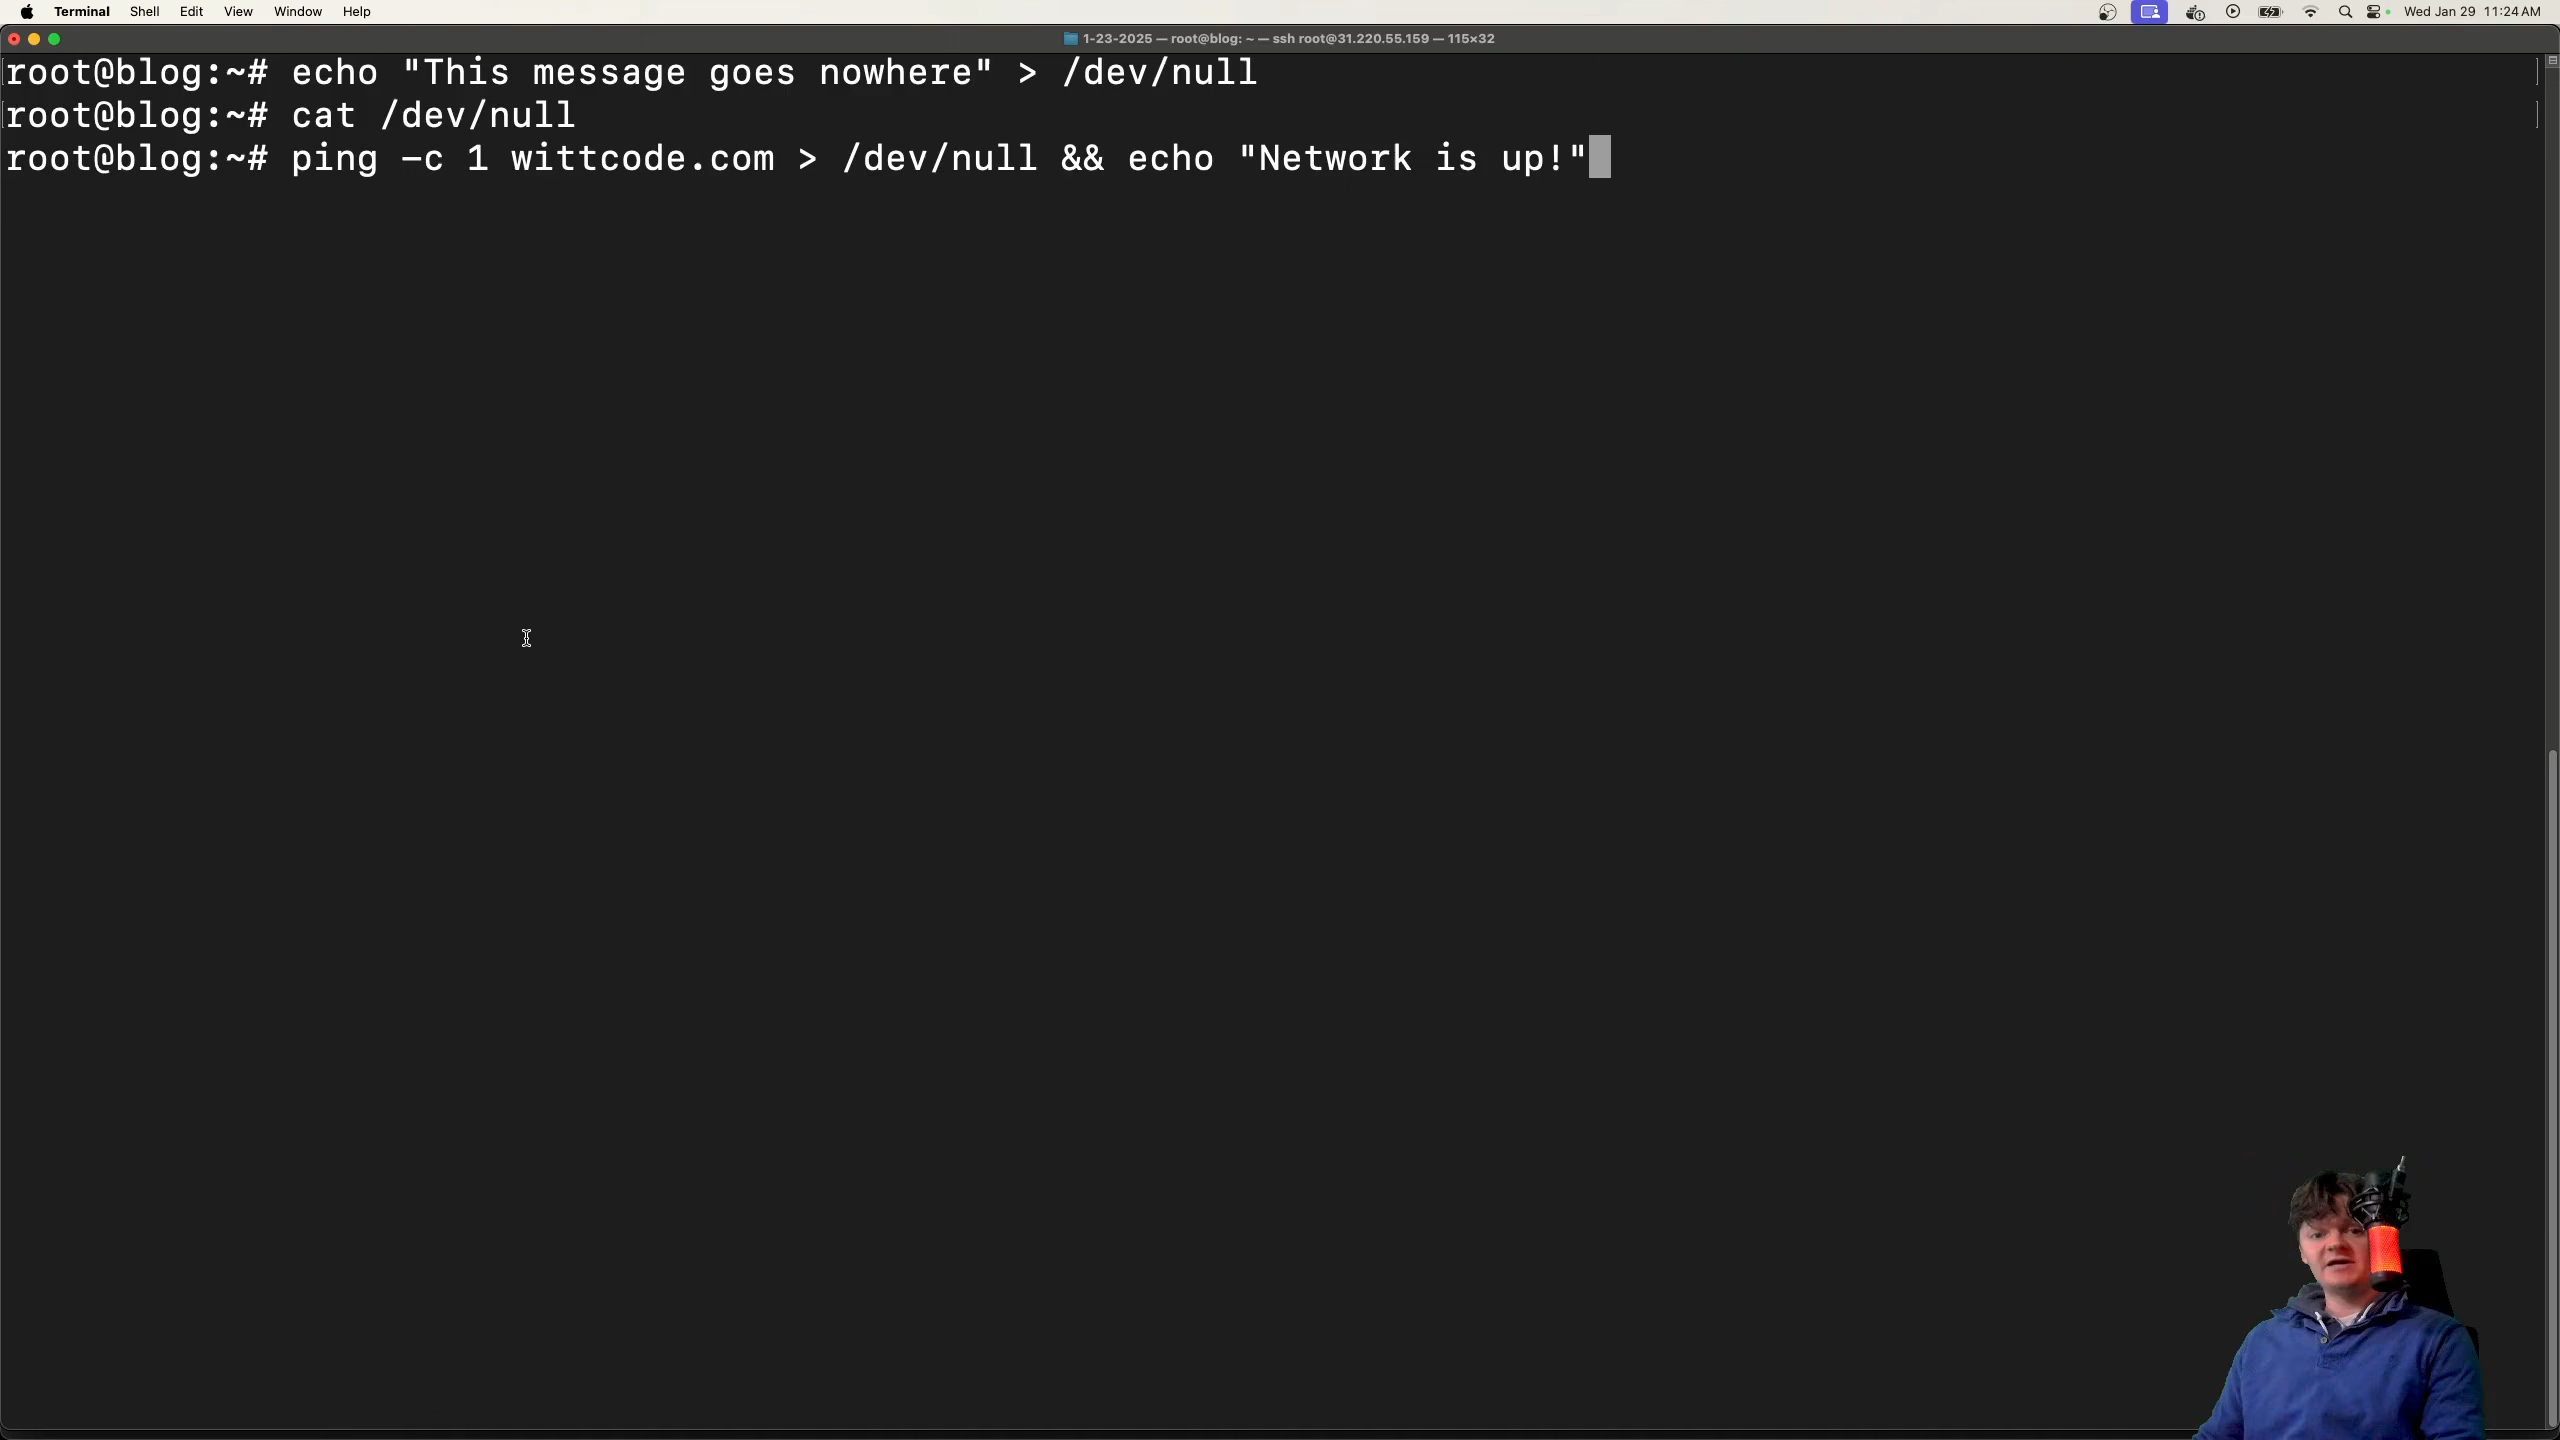 Terminal Shell Edit View Window Help Wed Jan 29 11:24 AM
1-23-2025 — root@blog: ~ — ssh root@31.220.55.159 — 115×32
root@blog:~# echo "This message goes nowhere" > /dev/null
root@blog:~# cat /dev/null
root@blog:~# ping -c 1 wittcode.com > /dev/null && echo "Network is up!"